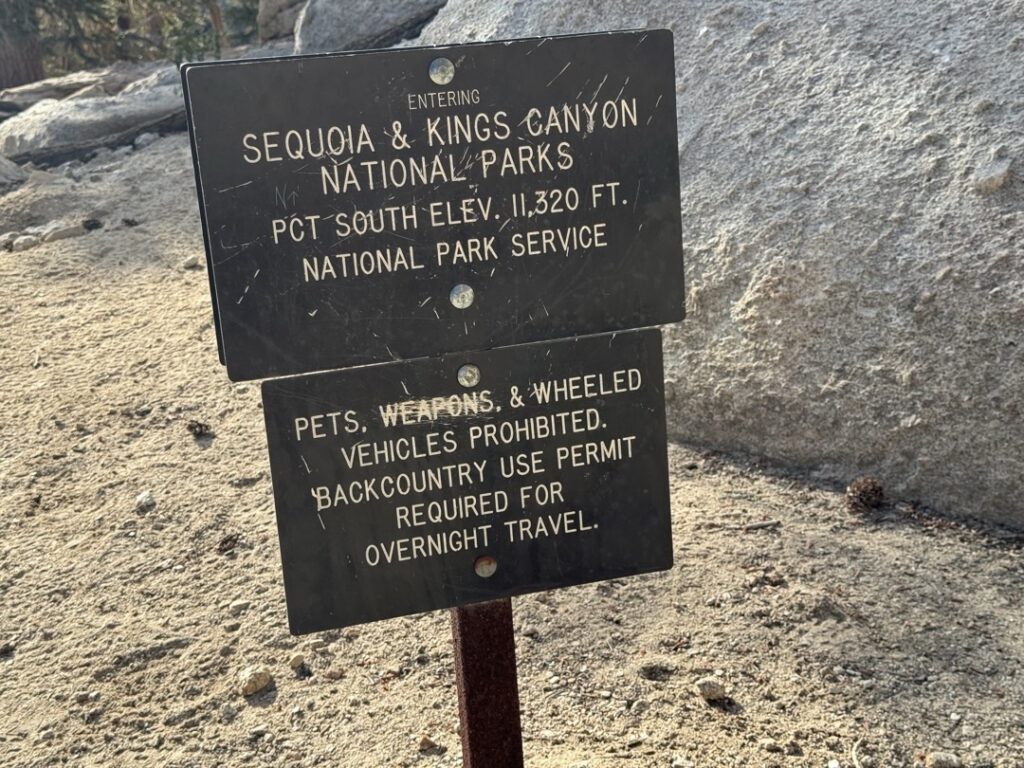 ENTERING
SEQUOIA & KINGS CANYON
NATIONAL PARKS
PCT SOUTH ELEV. 11,320 FT.
NATIONAL PARK SERVICE
PETS, WEAPONS, & WHEELED
VEHICLES PROHIBITED.
BACKCOUNTRY USE PERMIT
REQUIRED FOR
OVERNIGHT TRAVEL.